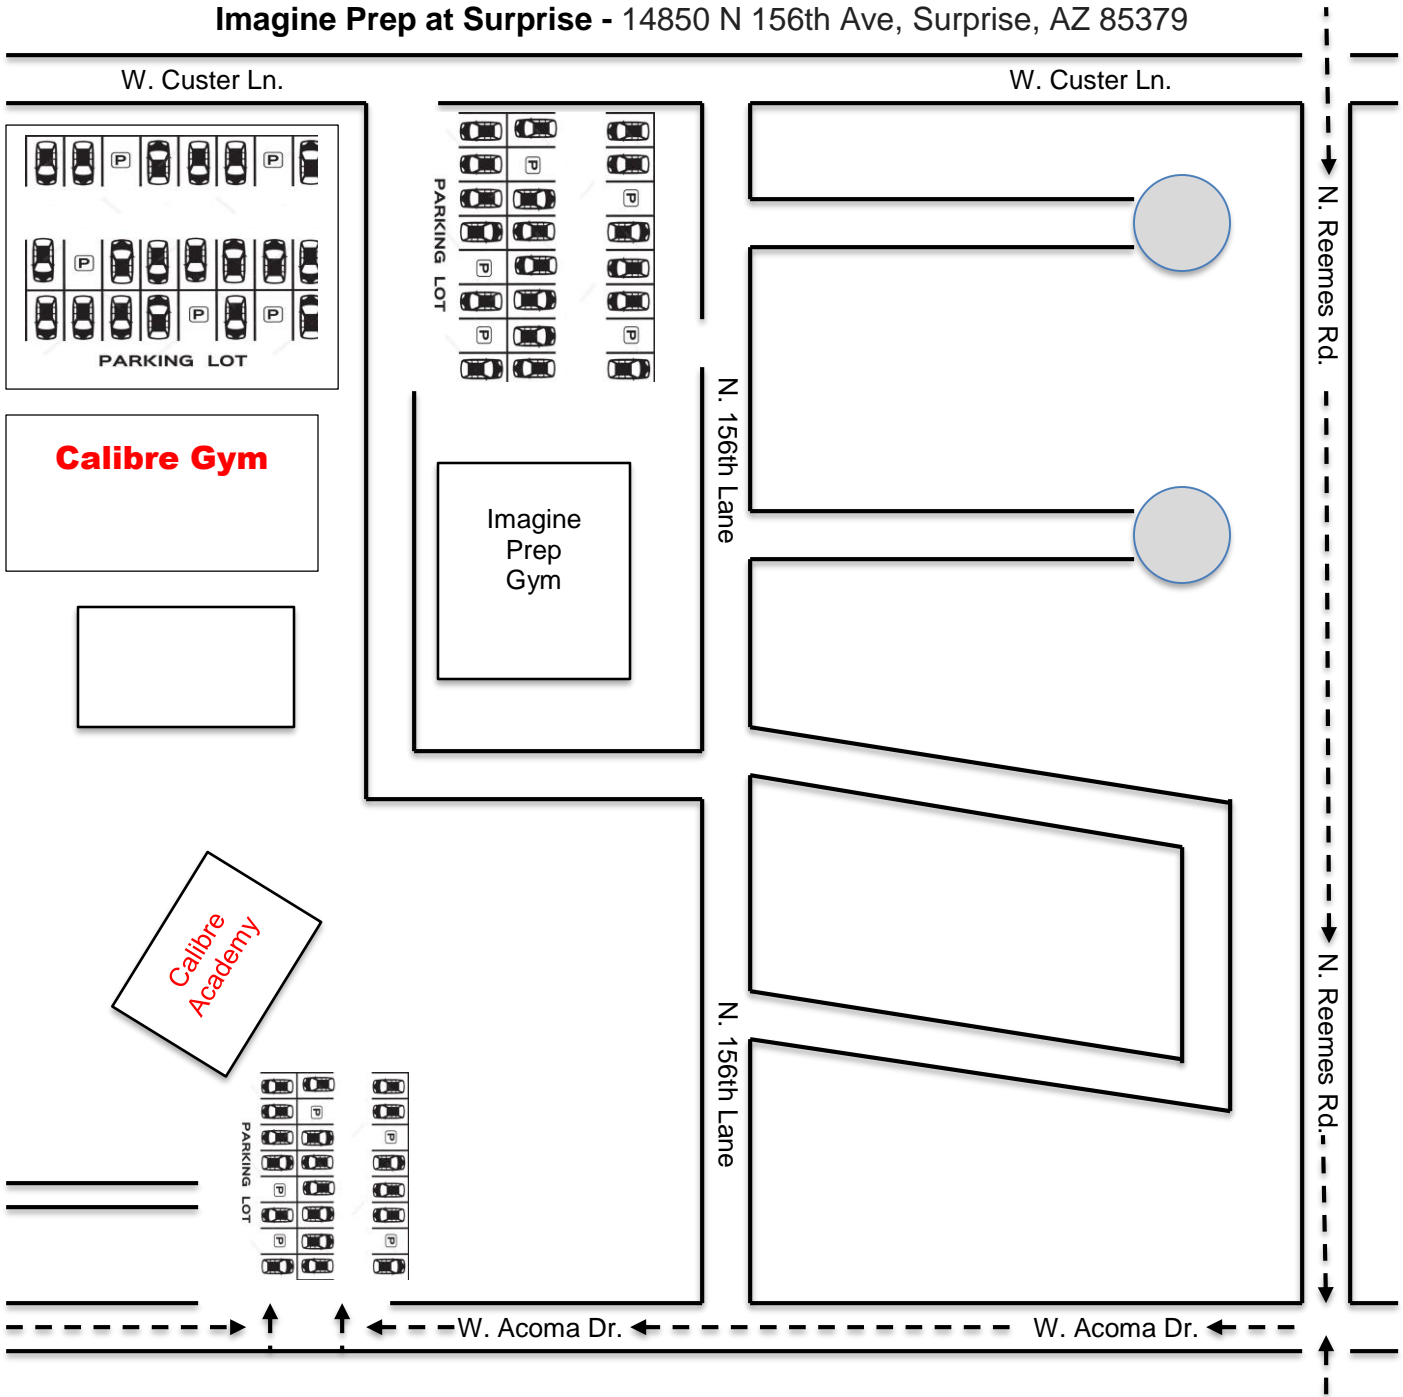 Imagine Prep at Surprise - 14850 N 156th Ave, Surprise, AZ 85379
W. Custer Ln.
W. Custer Ln.
P
P
P
P
P
PARKING LOT
PARKING LOT
P
P
P
P
P
N. Reemes Rd.
Calibre Gym
Imagine
Prep
Gym
N. 156th Lane
Calibre
Academy
N. 156th Lane
N. Reemes Rd.
PARKING LOT
P
P
P
P
P
W. Acoma Dr.
W. Acoma Dr.